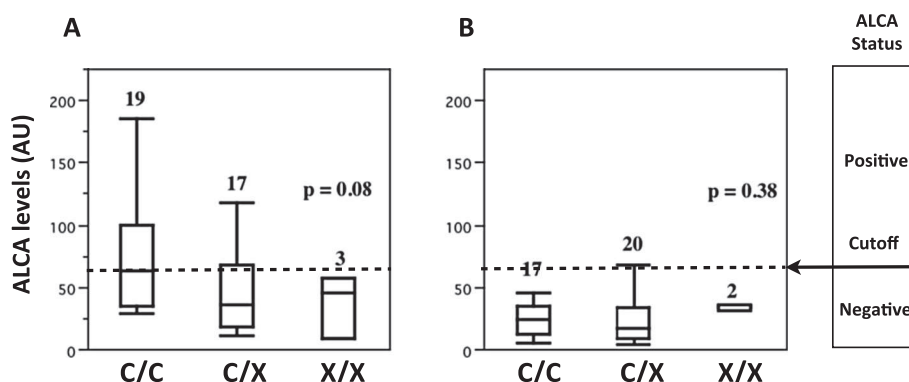 A
B
ALCA
Status
ALCA levels (AU)
200
150
100
50
0
19
17
3
p = 0.08
C/C
C/X
X/X
200
150
100
50
0
17
20
2
p = 0.38
C/C
C/X
X/X
Positive
Cutoff
Negative